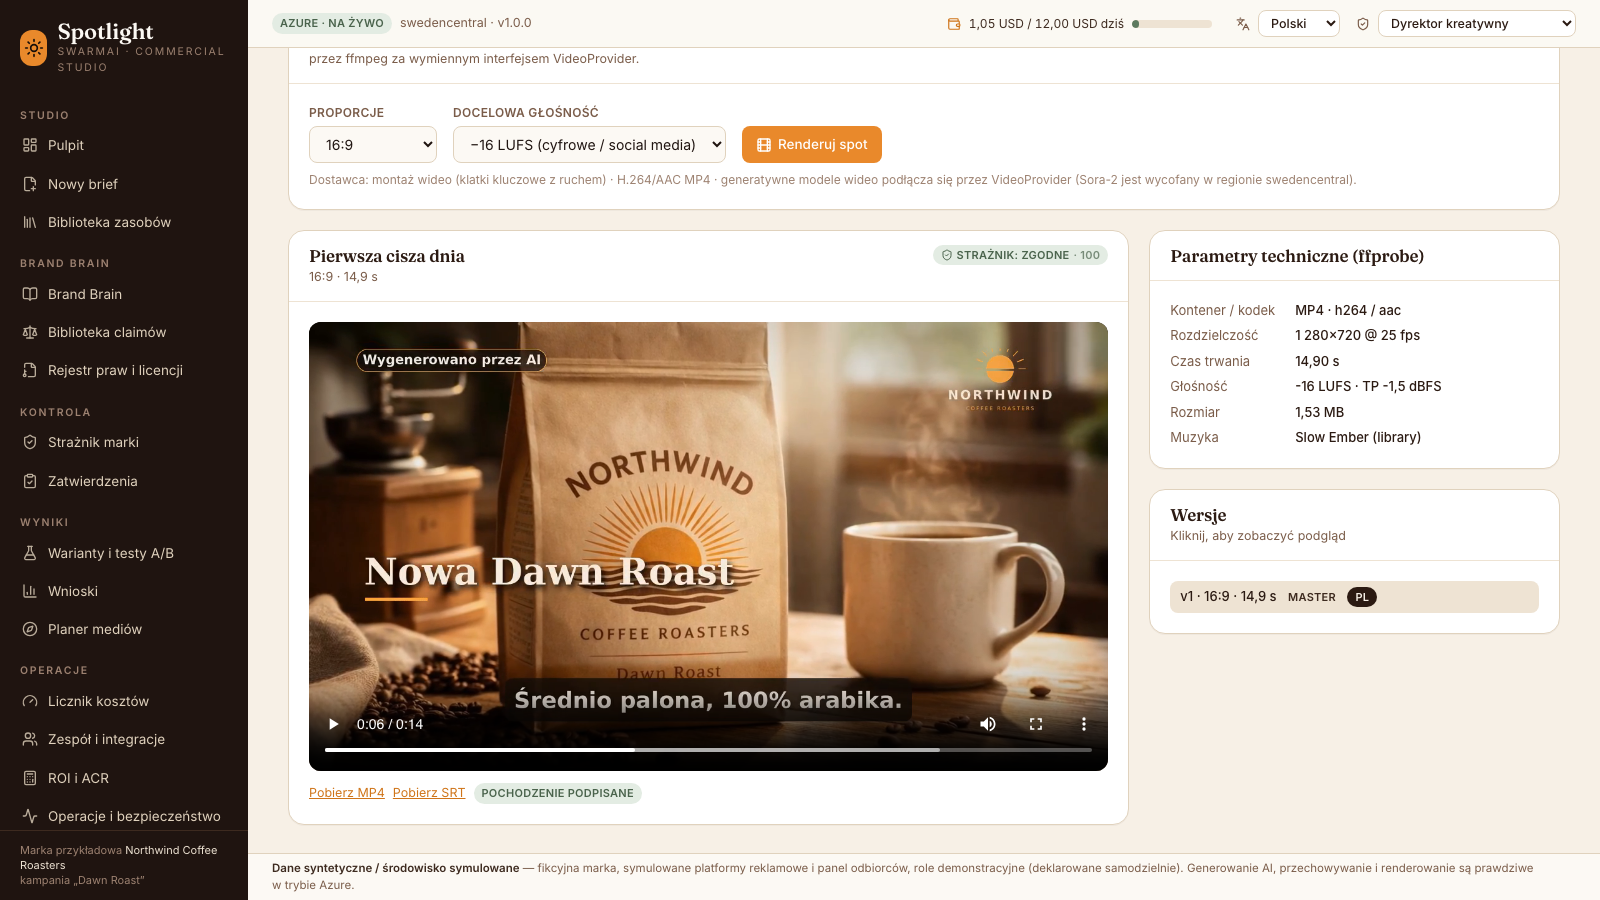 Spotlight
SWARMAI · COMMERCIAL
STUDIO
STUDIO
Pulpit
Nowy brief
Biblioteka zasobów
BRAND BRAIN
Brand Brain
Biblioteka claimów
Rejestr praw i licencji
KONTROLA
Strażnik marki
Zatwierdzenia
WYNIKI
Warianty i testy A/B
Wnioski
Planer mediów
OPERACJE
Licznik kosztów
Zespół i integracje
ROI i ACR
Operacje i bezpieczeństwo
Marka przykładowa Northwind Coffee
Roasters
kampania „Dawn Roast”
AZURE · NA ŻYWO swedencentral · v1.0.0
1,05 USD / 12,00 USD dziś
Polski
Dyrektor kreatywny
przez ffmpeg za wymiennym interfejsem VideoProvider.
PROPORCJE DOCELOWA GŁOŚNOŚĆ
16:9 −16 LUFS (cyfrowe / social media) Renderuj spot
Dostawca: montaż wideo (klatki kluczowe z ruchem) · H.264/AAC MP4 · generatywne modele wideo podłącza się przez VideoProvider (Sora-2 jest wycofany w regionie swedencentral).
Pierwsza cisza dnia
16:9 · 14,9 s
STRAŻNIK: ZGODNE · 100
Wygenerowano przez AI
NORTHWIND
COFFEE ROASTERS
NORTHWIND
Nowa Dawn Roast
COFFEE ROASTERS
Dawn Roast
Średnio palona, 100% arabika.
0:06 / 0:14
Pobierz MP4 Pobierz SRT POCHODZENIE PODPISANE
Parametry techniczne (ffprobe)
Kontener / kodek MP4 · h264 / aac
Rozdzielczość 1 280×720 @ 25 fps
Czas trwania 14,90 s
Głośność -16 LUFS · TP -1,5 dBFS
Rozmiar 1,53 MB
Muzyka Slow Ember (library)
Wersje
Kliknij, aby zobaczyć podgląd
v1 · 16:9 · 14,9 s MASTER PL
Dane syntetyczne / środowisko symulowane — fikcyjna marka, symulowane platformy reklamowe i panel odbiorców, role demonstracyjne (deklarowane samodzielnie). Generowanie AI, przechowywanie i renderowanie są prawdziwe
w trybie Azure.